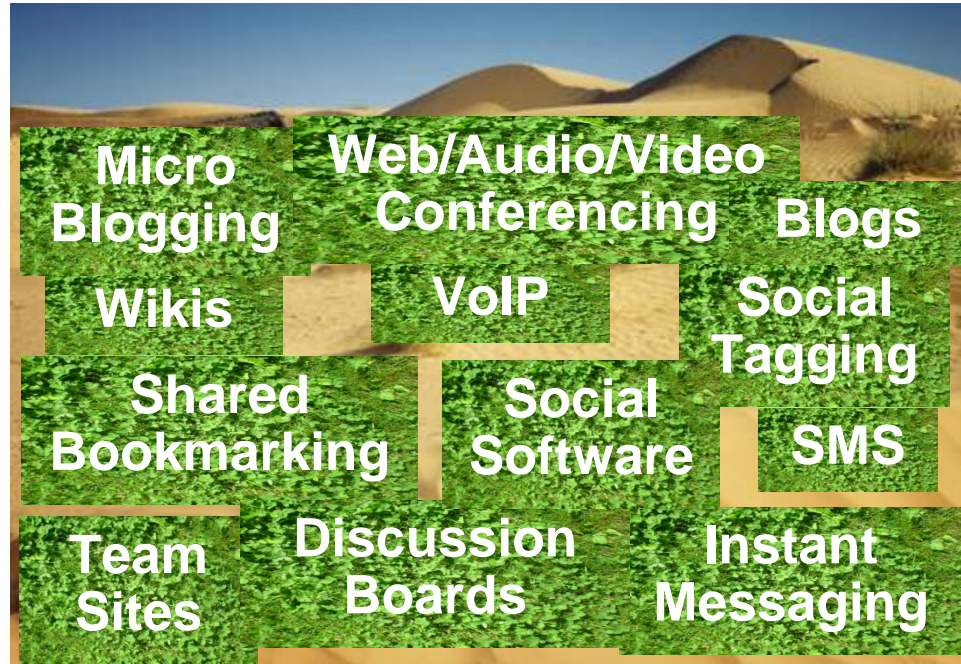 Micro
Blogging
Web/Audio/Video
Conferencing
Blogs
Wikis
VoIP
Social
Tagging
Shared
Bookmarking
Social
Software
SMS
Team
Sites
Discussion
Boards
Instant
Messaging